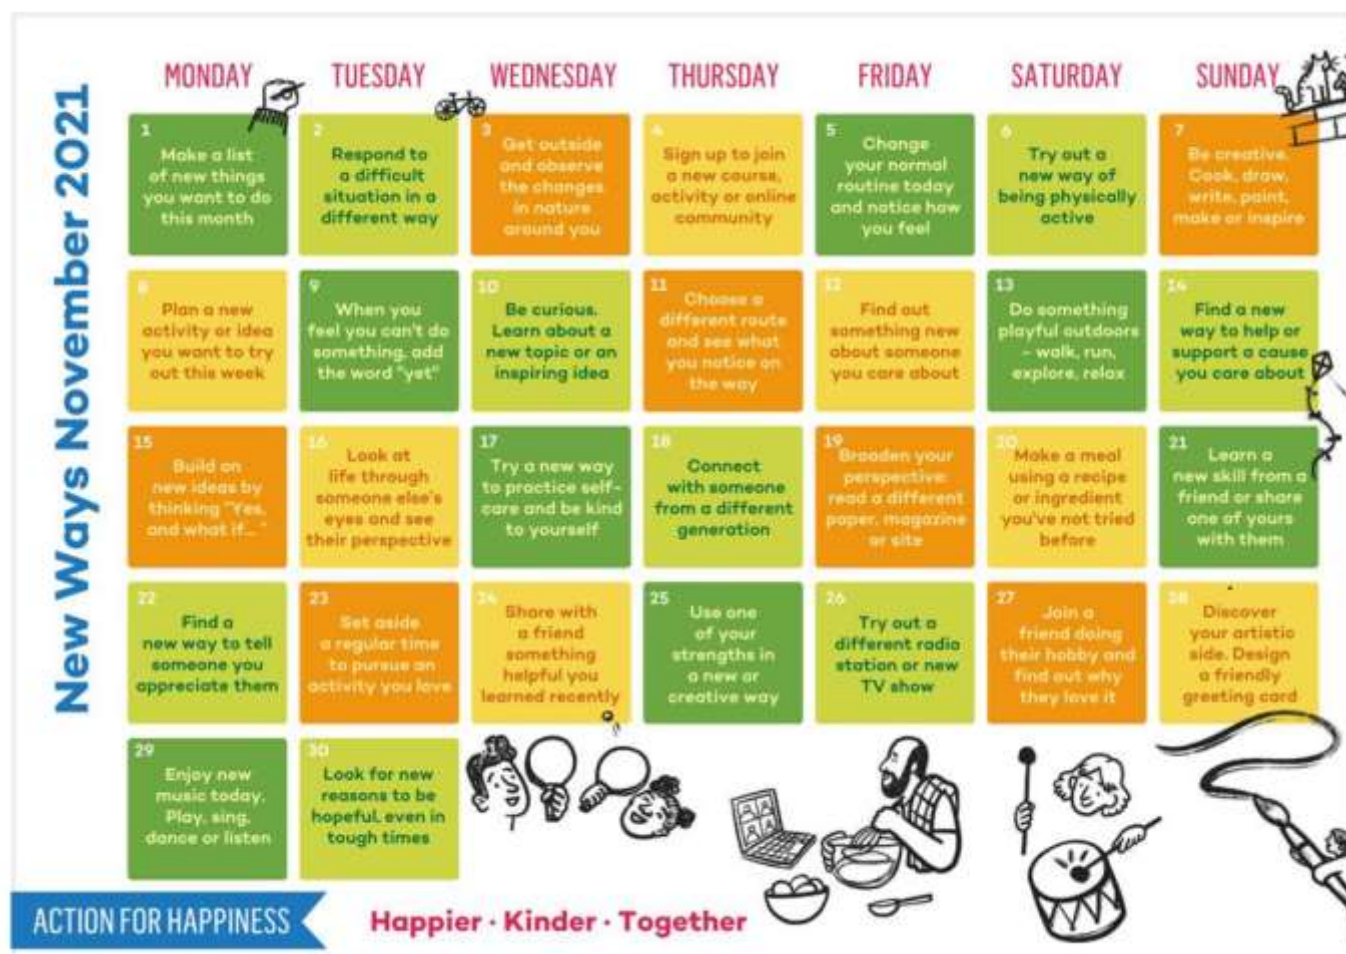 New Ways November 2021
MONDAY
TUESDAY
WEDNESDAY
THURSDAY
FRIDAY
SATURDAY
SUNDAY
1
Make a list
of new things
you want to do
this month
2
Respond to
a difficult
situation in a
different way
3
Get outside
and observe
the changes
in nature
around you
4
Sign up to join
a new course,
activity or online
community
5
Change
your normal
routine today
and notice how
you feel
6
Try out a
new way of
being physically
active
7
Be creative.
Cook, draw,
write, paint,
make or inspire
8
Plan a new
activity or idea
you want to try
out this week
9
When you
feel you can't do
something, add
the word "yet"
10
Be curious.
Learn about a
new topic or an
inspiring idea
11
Choose a
different route
and see what
you notice on
the way
12
Find out
something new
about someone
you care about
13
Do something
playful outdoors
- walk, run,
explore, relax
14
Find a new
way to help or
support a cause
you care about
15
Build on
new ideas by
thinking "Yes,
and what if..."
16
Look at
life through
someone else's
eyes and see
their perspective
17
Try a new way
to practice self-
care and be kind
to yourself
18
Connect
with someone
from a different
generation
19
Broaden your
perspective:
read a different
paper, magazine
or site
20
Make a meal
using a recipe
or ingredient
you've not tried
before
21
Learn a
new skill from a
friend or share
one of yours
with them
22
Find a
new way to tell
someone you
appreciate them
23
Set aside
a regular time
to pursue an
activity you love
24
Share with
a friend
something
helpful you
learned recently
25
Use one
of your
strengths in
a new or
creative way
26
Try out a
different radio
station or new
TV show
27
Join a
friend doing
their hobby and
find out why
they love it
28
Discover
your artistic
side. Design
a friendly
greeting card
29
Enjoy new
music today.
Play, sing,
dance or listen
30
Look for new
reasons to be
hopeful, even in
tough times
ACTION FOR HAPPINESS
Happier · Kinder · Together